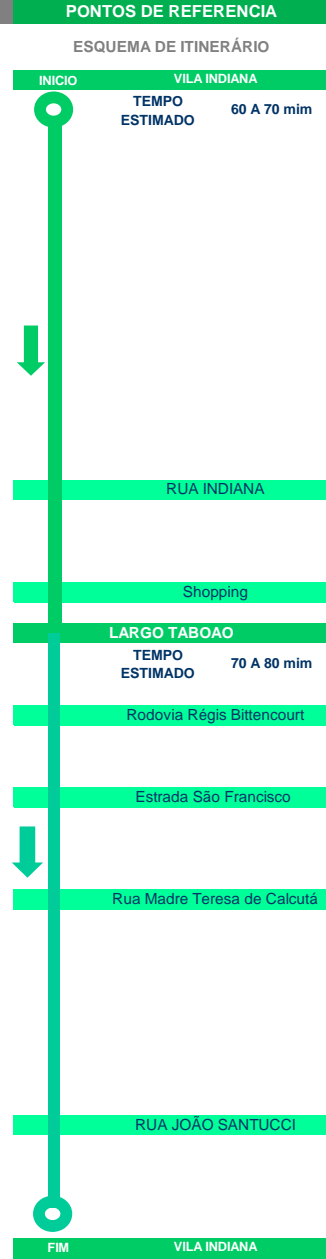 PONTOS DE REFERENCIA
ESQUEMA DE ITINERÁRIO
INICIO VILA INDIANA
TEMPO ESTIMADO 60 A 70 mim
RUA INDIANA
Shopping
LARGO TABOAO
TEMPO ESTIMADO 70 A 80 mim
Rodovia Régis Bittencourt
Estrada São Francisco
Rua Madre Teresa de Calcutá
RUA JOÃO SANTUCCI
FIM VILA INDIANA